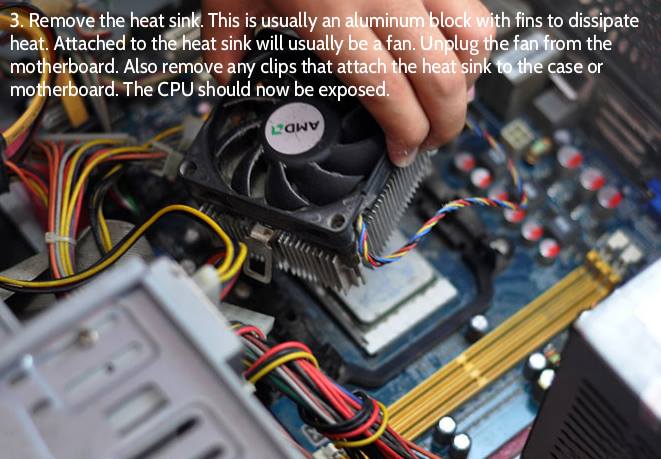 3. Remove the heat sink. This is usually an aluminum block with fins to dissipate
heat. Attached to the heat sink will usually be a fan. Unplug the fan from the
motherboard. Also remove any clips that attach the heat sink to the case or
motherboard. The CPU should now be exposed.
AMD